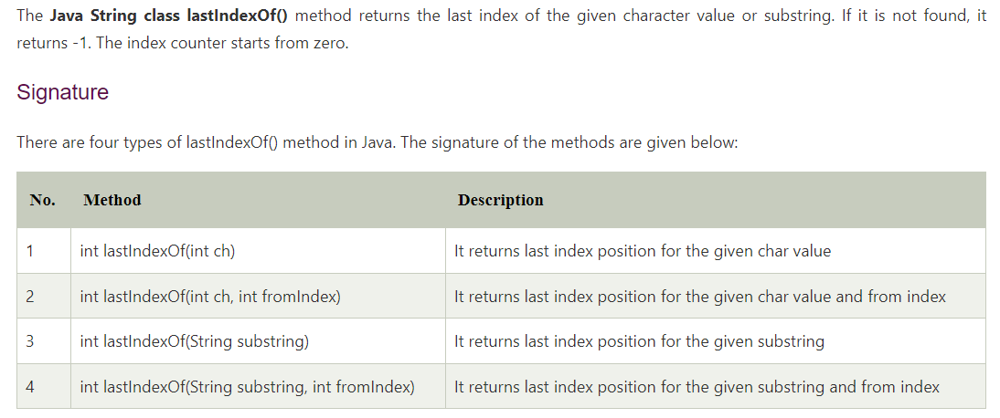 The Java String class lastIndexOf() method returns the last index of the given character value or substring. If it is not found, it
returns -1. The index counter starts from zero.
Signature
There are four types of lastIndexOf() method in Java. The signature of the methods are given below:
No. Method Description
1 int lastIndexOf(int ch) It returns last index position for the given char value
2 int lastIndexOf(int ch, int fromIndex) It returns last index position for the given char value and from index
3 int lastIndexOf(String substring) It returns last index position for the given substring
4 int lastIndexOf(String substring, int fromIndex) It returns last index position for the given substring and from index